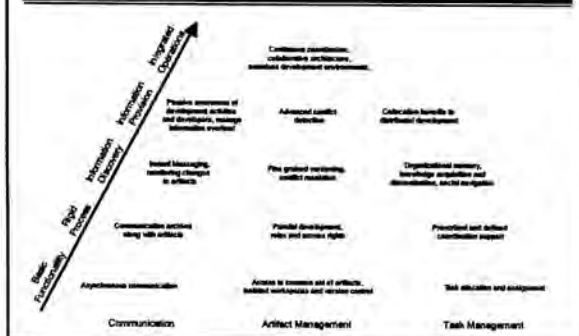 Integrated
Operations
Continuous coordination,
collaborative architecture,
seamless development environments
Information
Provision
Passive awareness of
development activities
and developers, manage
information overload
Advanced conflict
detection
Collocation benefits to
distributed development
Information
Discovery
Instant Messaging,
monitoring changes
in artifacts
Fine grained versioning,
conflict resolution
Organizational memory,
knowledge acquisition and
dissemination, social navigation
Rigid
Process
Communication archived
along with artifacts
Parallel development,
roles and access rights
Prescribed and defined
coordination support
Basic
Functionality
Asynchronous communication
Access to common set of artifacts,
isolated workspaces and version control
Task allocation and assignment
Communication
Artifact Management
Task Management